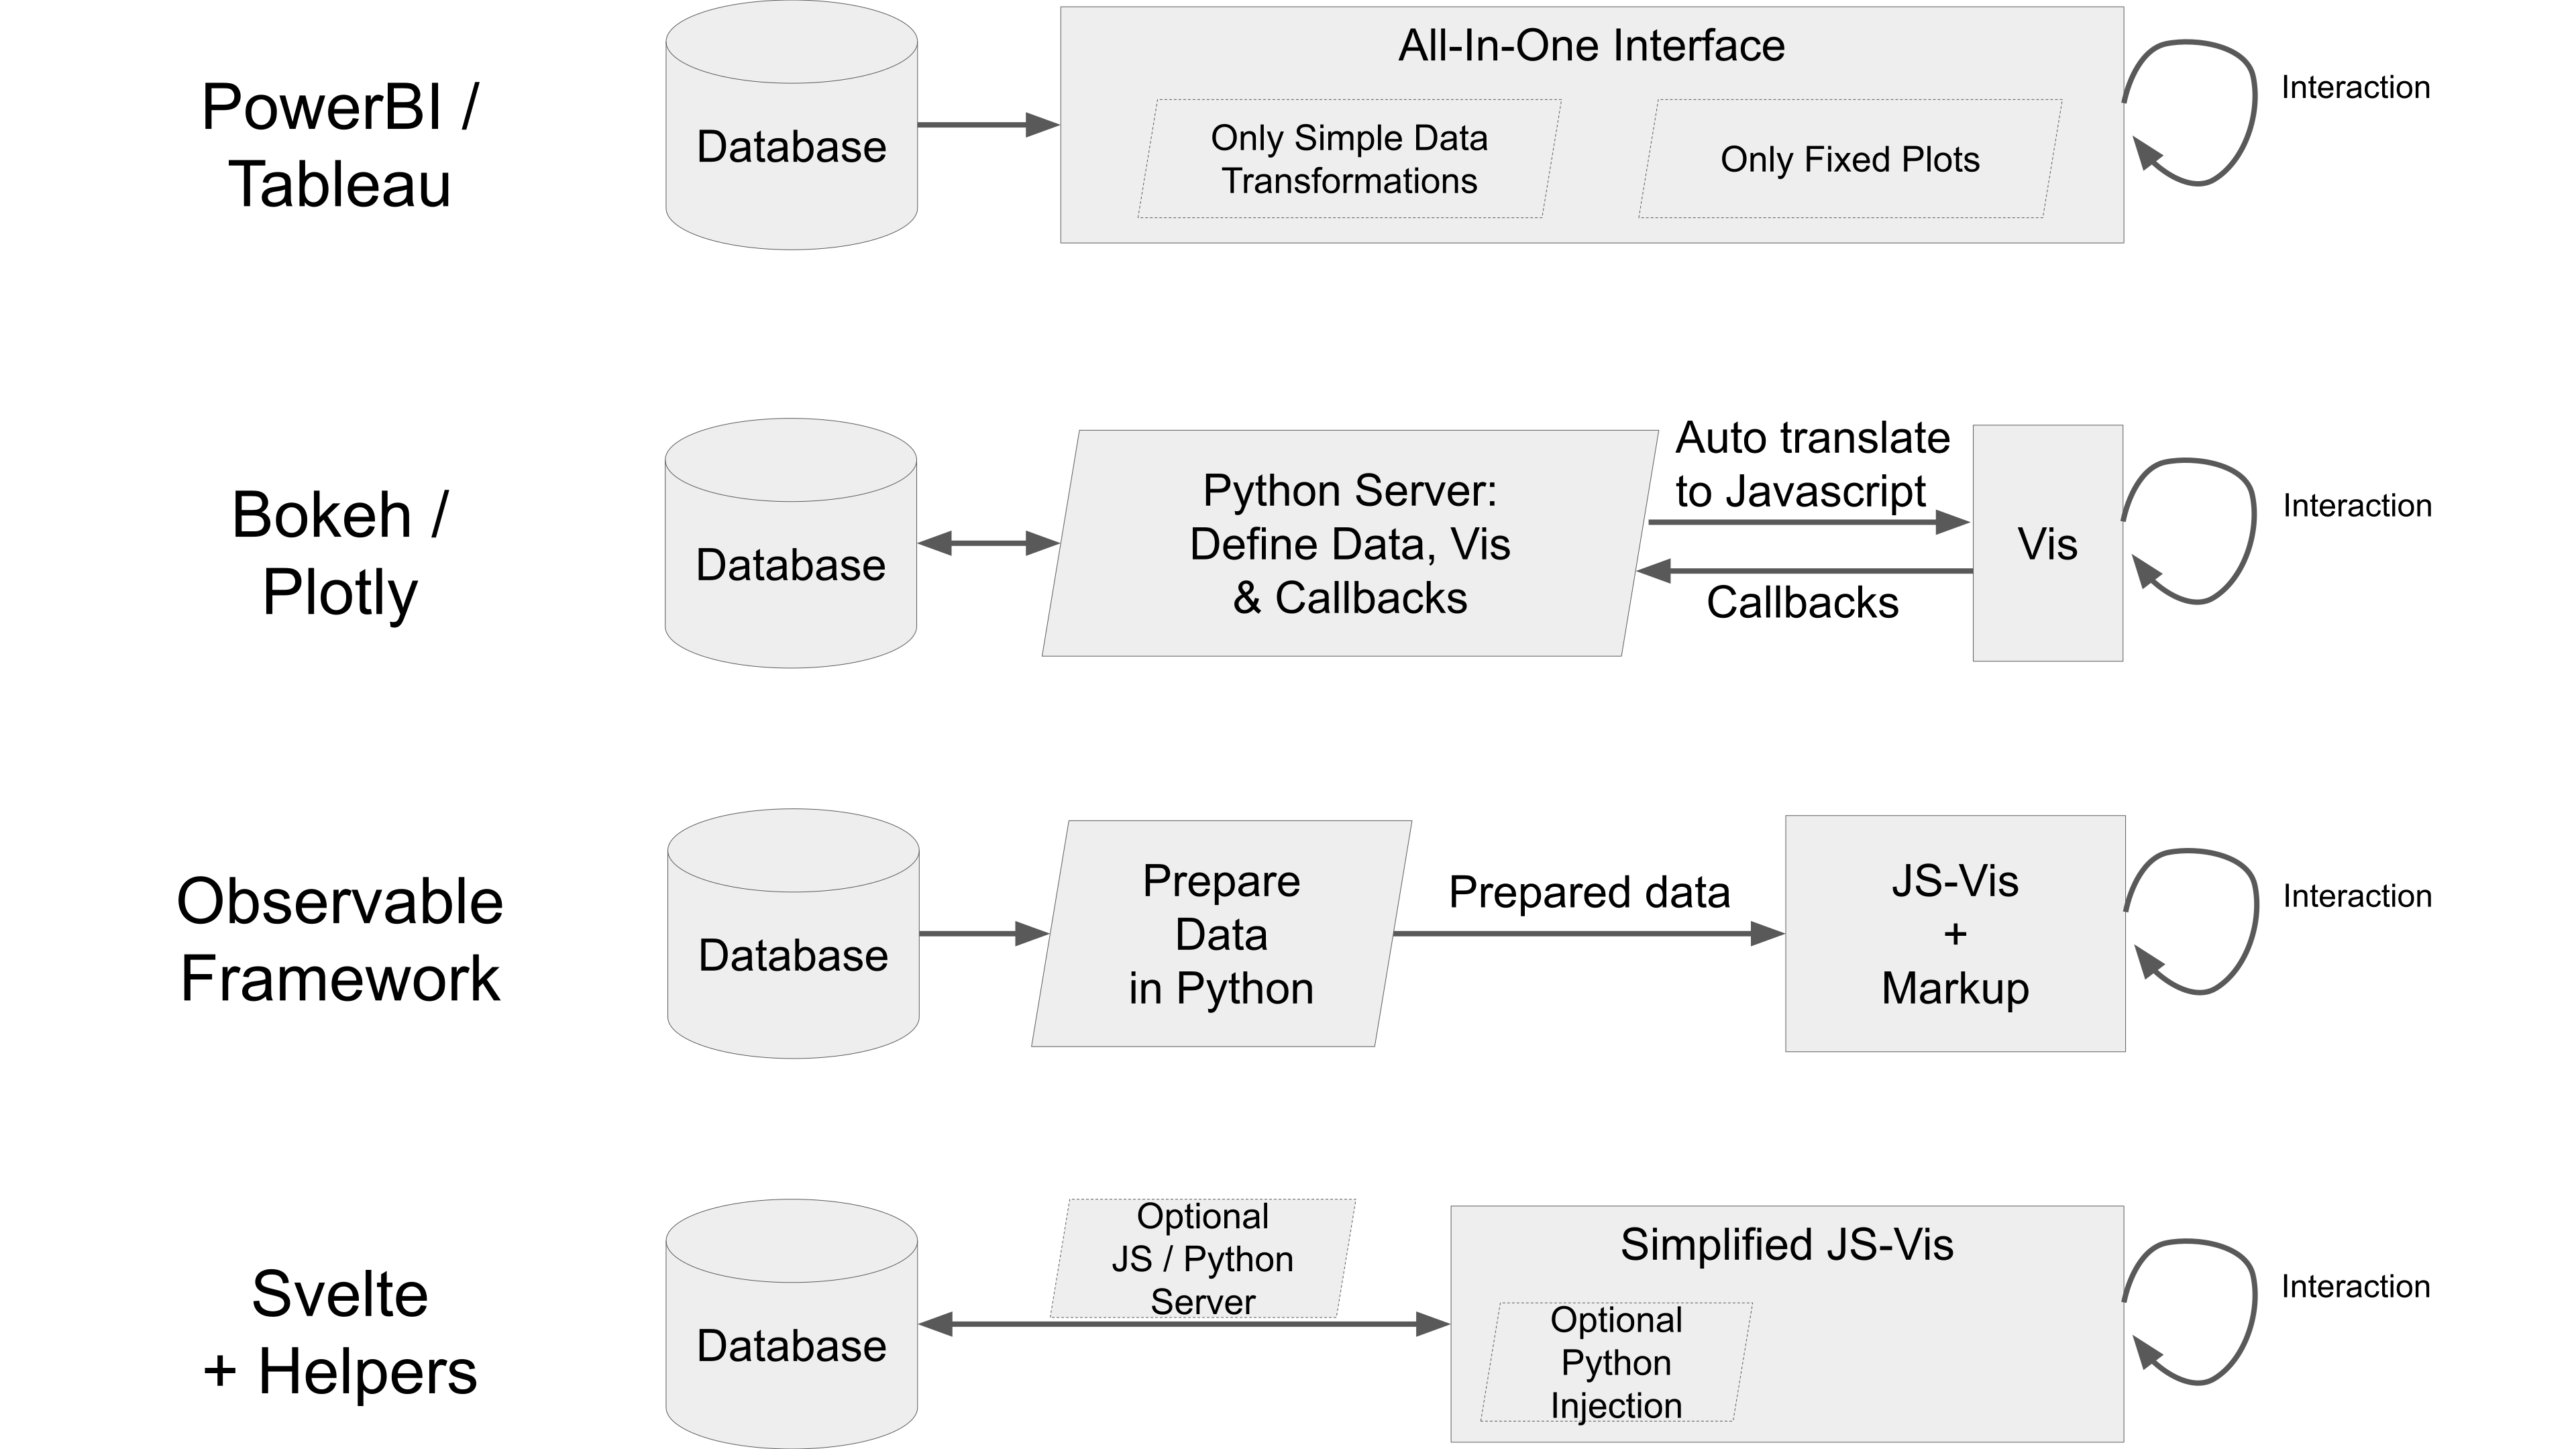 PowerBI /
Tableau
Database
All-In-One Interface
Only Simple Data
Transformations
Only Fixed Plots
Interaction
Bokeh /
Plotly
Database
Python Server:
Define Data, Vis
& Callbacks
Auto translate
to Javascript
Callbacks
Vis
Interaction
Observable
Framework
Database
Prepare
Data
in Python
Prepared data
JS-Vis
+
Markup
Interaction
Svelte
+ Helpers
Database
Optional
JS / Python
Server
Simplified JS-Vis
Optional
Python
Injection
Interaction